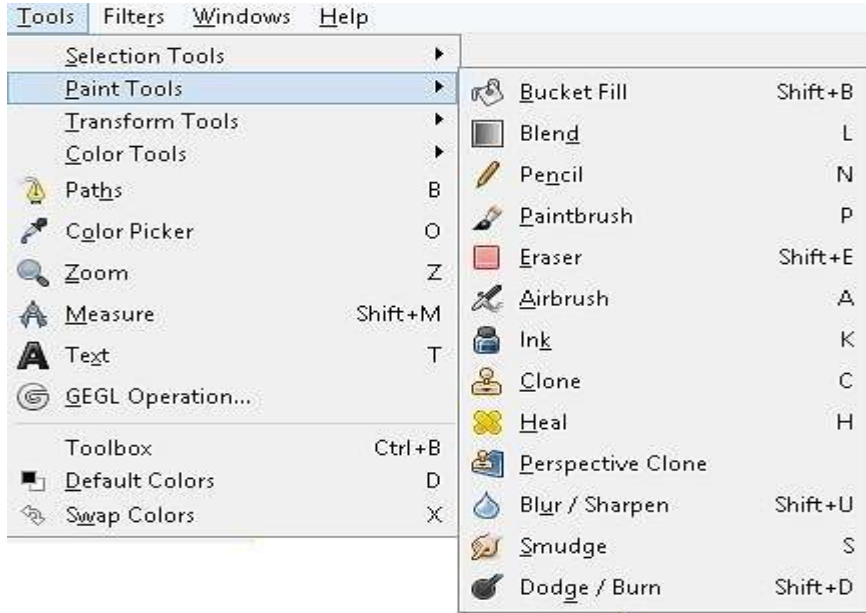 Tools Filters Windows Help
Selection Tools
Paint Tools
Transform Tools
Color Tools
Paths B
Color Picker O
Zoom Z
Measure Shift+M
Text T
GEGL Operation...
Toolbox Ctrl+B
Default Colors D
Swap Colors X
Bucket Fill Shift+B
Blend L
Pencil N
Paintbrush P
Eraser Shift+E
Airbrush A
Ink K
Clone C
Heal H
Perspective Clone
Blur / Sharpen Shift+U
Smudge S
Dodge / Burn Shift+D